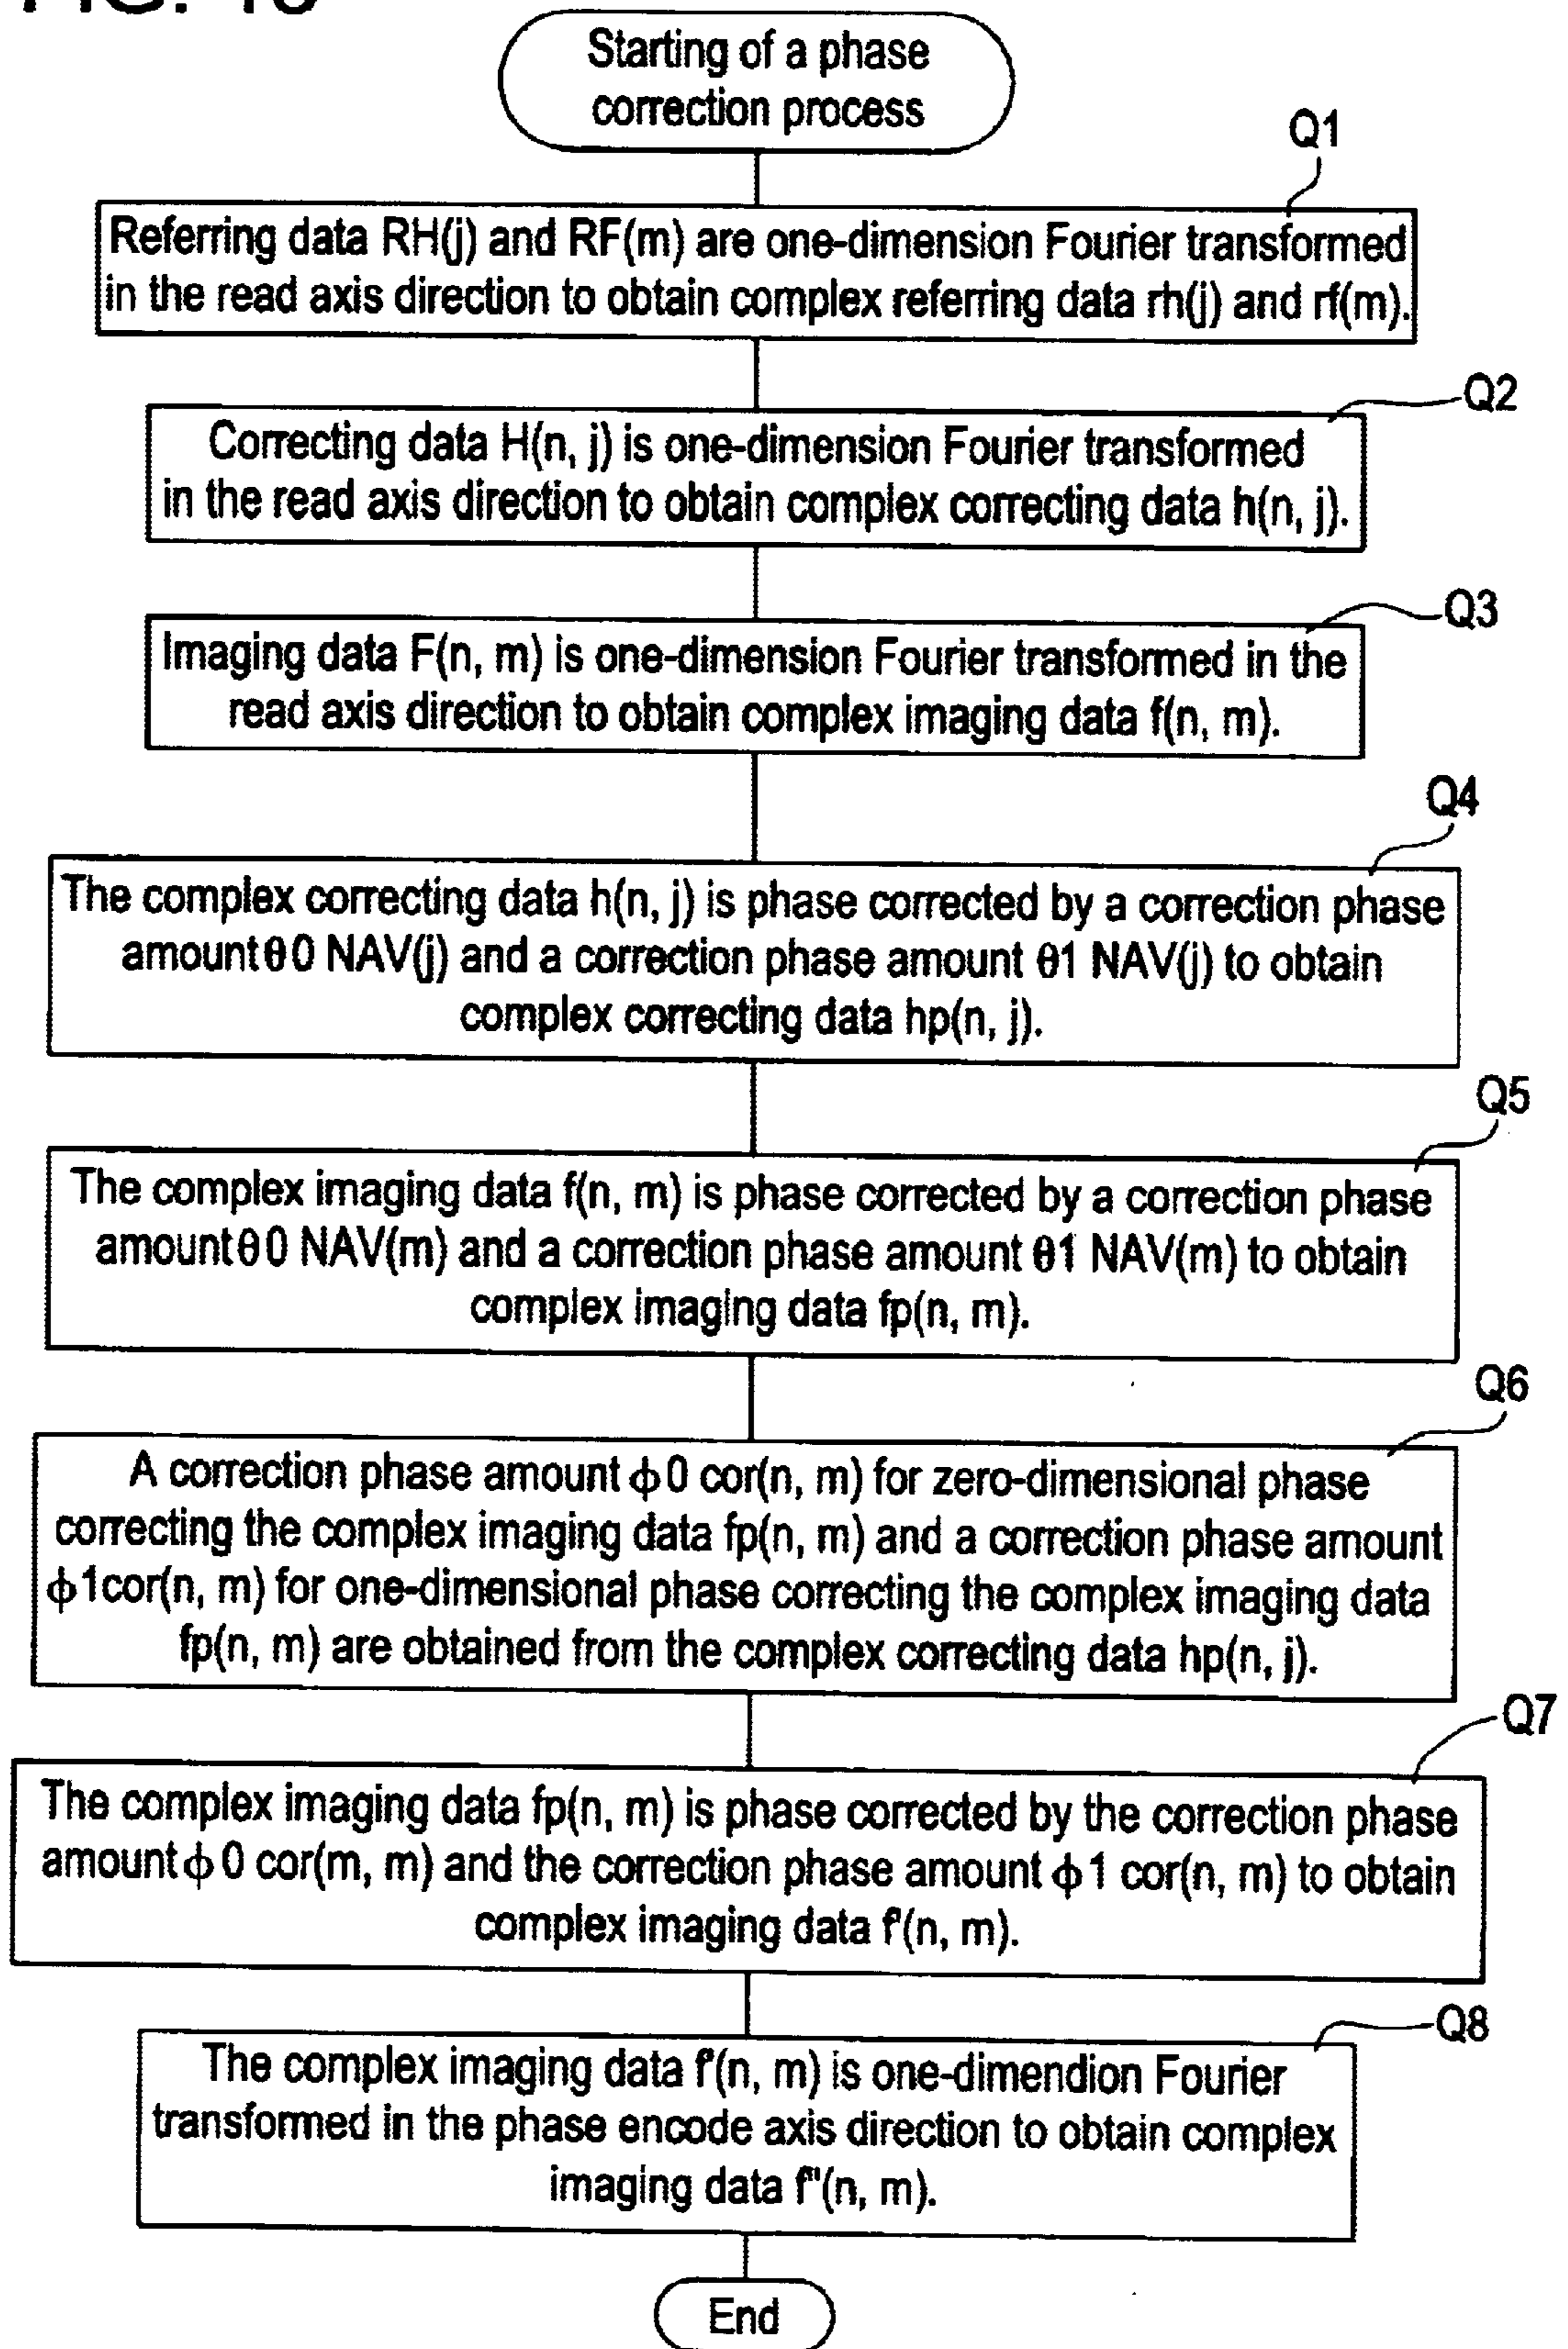 Starting of a phase
correction process
Q1
Referring data RH(j) and RF(m) are one-dimension Fourier transformed
in the read axis direction to obtain complex referring data rh(j) and rf(m).
Q2
Correcting data H(n, j) is one-dimension Fourier transformed
in the read axis direction to obtain complex correcting data h(n, j).
Q3
Imaging data F(n, m) is one-dimension Fourier transformed in the
read axis direction to obtain complex imaging data f(n, m).
Q4
The complex correcting data h(n, j) is phase corrected by a correction phase
amount θ0 NAV(j) and a correction phase amount θ1 NAV(j) to obtain
complex correcting data hp(n, j).
Q5
The complex imaging data f(n, m) is phase corrected by a correction phase
amount θ0 NAV(m) and a correction phase amount θ1 NAV(m) to obtain
complex imaging data fp(n, m).
Q6
A correction phase amount ϕ0 cor(n, m) for zero-dimensional phase
correcting the complex imaging data fp(n, m) and a correction phase amount
ϕ1cor(n, m) for one-dimensional phase correcting the complex imaging data
fp(n, m) are obtained from the complex correcting data hp(n, j).
Q7
The complex imaging data fp(n, m) is phase corrected by the correction phase
amount ϕ0 cor(m, m) and the correction phase amount ϕ1 cor(n, m) to obtain
complex imaging data f'(n, m).
Q8
The complex imaging data f'(n, m) is one-dimendion Fourier
transformed in the phase encode axis direction to obtain complex
imaging data f"(n, m).
End